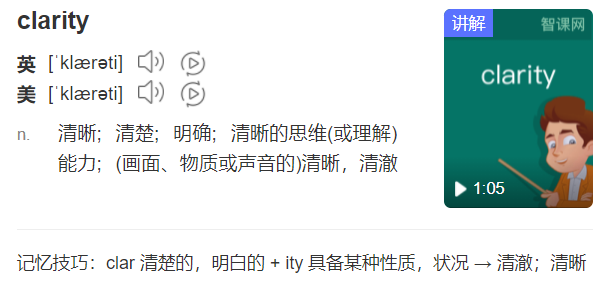 clarity
英 [ˈklærəti]
美 [ˈklærəti]
n. 清晰；清楚；明确；清晰的思维(或理解)
能力；(画面、物质或声音的)清晰，清澈
讲解
智课网
clarity
1:05
记忆技巧：clar 清楚的，明白的 + ity 具备某种性质，状况 → 清澈；清晰